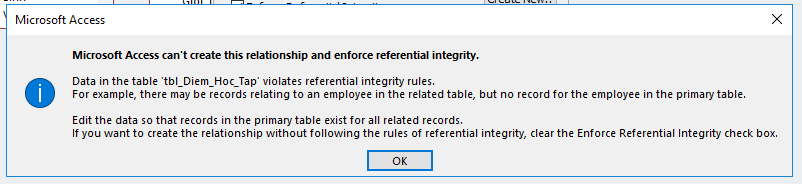 Create New..
Microsoft Access
Microsoft Access can't create this relationship and enforce referential integrity.
Data in the table 'tbl_Diem_Hoc_Tap' violates referential integrity rules.
For example, there may be records relating to an employee in the related table, but no record for the employee in the primary table.
Edit the data so that records in the primary table exist for all related records.
If you want to create the relationship without following the rules of referential integrity, clear the Enforce Referential Integrity check box.
OK